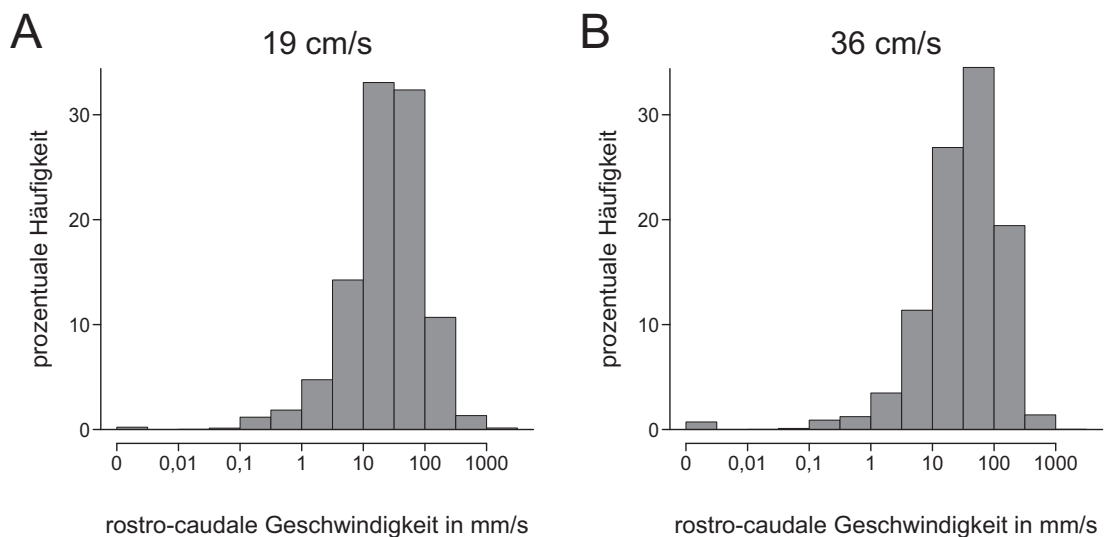 A
19 cm/s
prozentuale Häufigkeit
30
20
10
0
0 0,01 0,1 1 10 100 1000
rostro-caudale Geschwindigkeit in mm/s
B
36 cm/s
prozentuale Häufigkeit
30
20
10
0
0 0,01 0,1 1 10 100 1000
rostro-caudale Geschwindigkeit in mm/s